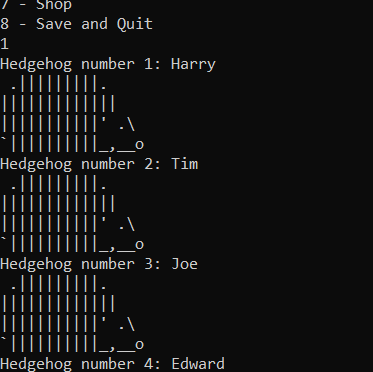 7 - Shop
8 - Save and Quit
1
Hedgehog number 1: Harry
 .|||||||||.
|||||||||||||
|||||||||||' .\
`||||||||||_,__o
Hedgehog number 2: Tim
 .|||||||||.
|||||||||||||
|||||||||||' .\
`||||||||||_,__o
Hedgehog number 3: Joe
 .|||||||||.
|||||||||||||
|||||||||||' .\
`||||||||||_,__o
Hedgehog number 4: Edward